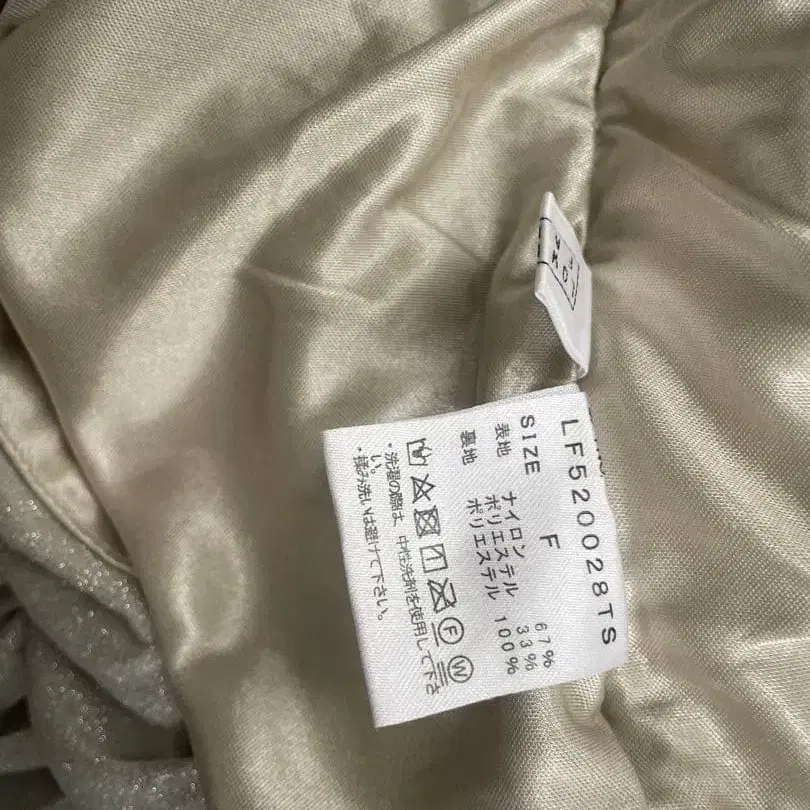 LF520028TS
SIZE F
表地 ナイロン 67%
ポリエステル 33%
裏地 ポリエステル 100%
F W
・洗濯の際は、中性洗剤を使用して下さ
い。
・揉み洗いは避けて下さい。